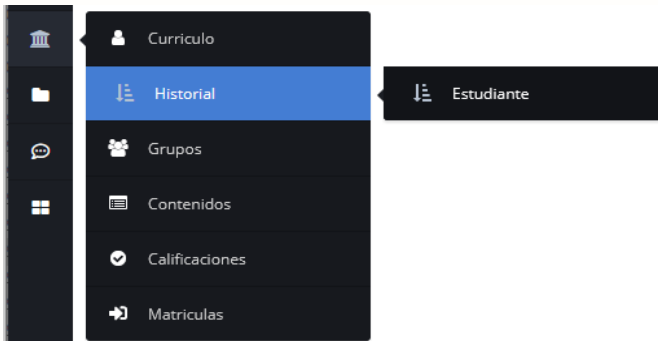 Curriculo
Historial
Estudiante
Grupos
Contenidos
Calificaciones
Matriculas